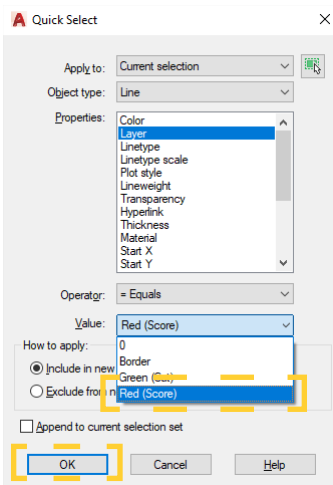 A Quick Select
Apply to: Current selection
Object type: Line
Properties: Color
Layer
Linetype
Linetype scale
Plot style
Lineweight
Transparency
Hyperlink
Thickness
Material
Start X
Start Y
Operator: = Equals
Value: Red (Score)
How to apply: 0
Border
Include in new Green (Cut)
Exclude from n Red (Score)
Append to current selection set
OK Cancel Help